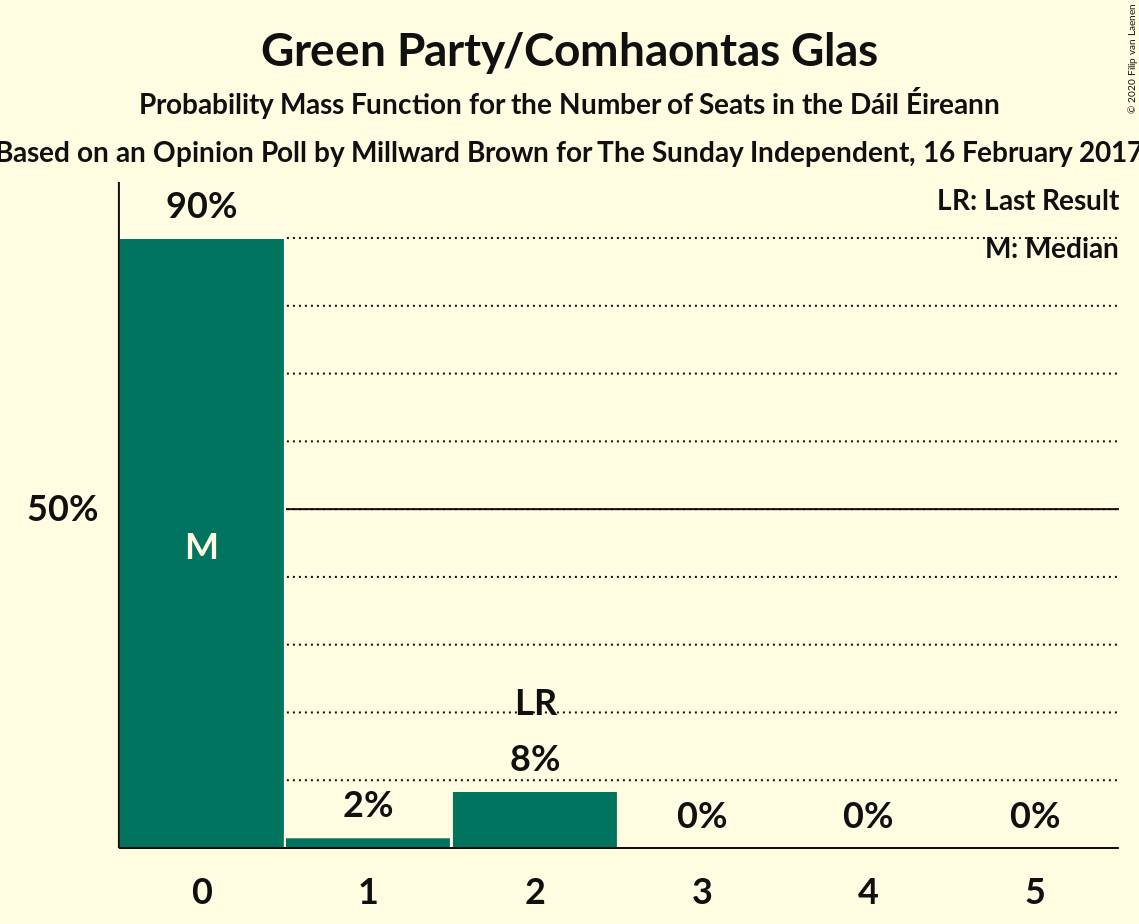 Green Party/Comhaontas Glas
Probability Mass Function for the Number of Seats in the Dáil Éireann
Based on an Opinion Poll by Millward Brown for The Sunday Independent, 16 February 2017
© 2020 Filip van Laenen
LR: Last Result
M: Median
90%
50%
M
LR
8%
2%
0%
0%
0%
0
1
2
3
4
5